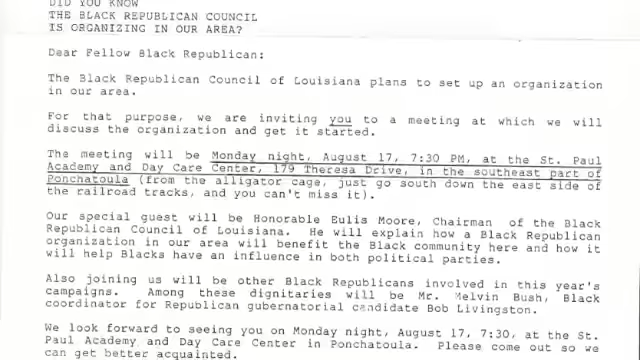 DID YOU KNOW
THE BLACK REPUBLICAN COUNCIL
IS ORGANIZING IN OUR AREA?
Dear Fellow Black Republican:
The Black Republican Council of Louisiana plans to set up an organization
in our area.
For that purpose, we are inviting you to a meeting at which we will
discuss the organization and get it started.
The meeting will be Monday night, August 17, 7:30 PM, at the St. Paul
Academy and Day Care Center, 179 Theresa Drive, in the southeast part of
Ponchatoula (from the alligator cage, just go south down the east side of
the railroad tracks, and you can't miss it).
Our special guest will be Honorable Eulis Moore, Chairman of the Black
Republican Council of Louisiana. He will explain how a Black Republican
organization in our area will benefit the Black community here and how it
will help Blacks have an influence in both political parties.
Also joining us will be other Black Republicans involved in this year's
campaigns. Among these dignitaries will be Mr. Melvin Bush, Black
coordinator for Republican gubernatorial candidate Bob Livingston.
We look forward to seeing you on Monday night, August 17, 7:30, at the St.
Paul Academy and Day Care Center in Ponchatoula. Please come out so we
can get better acquainted.